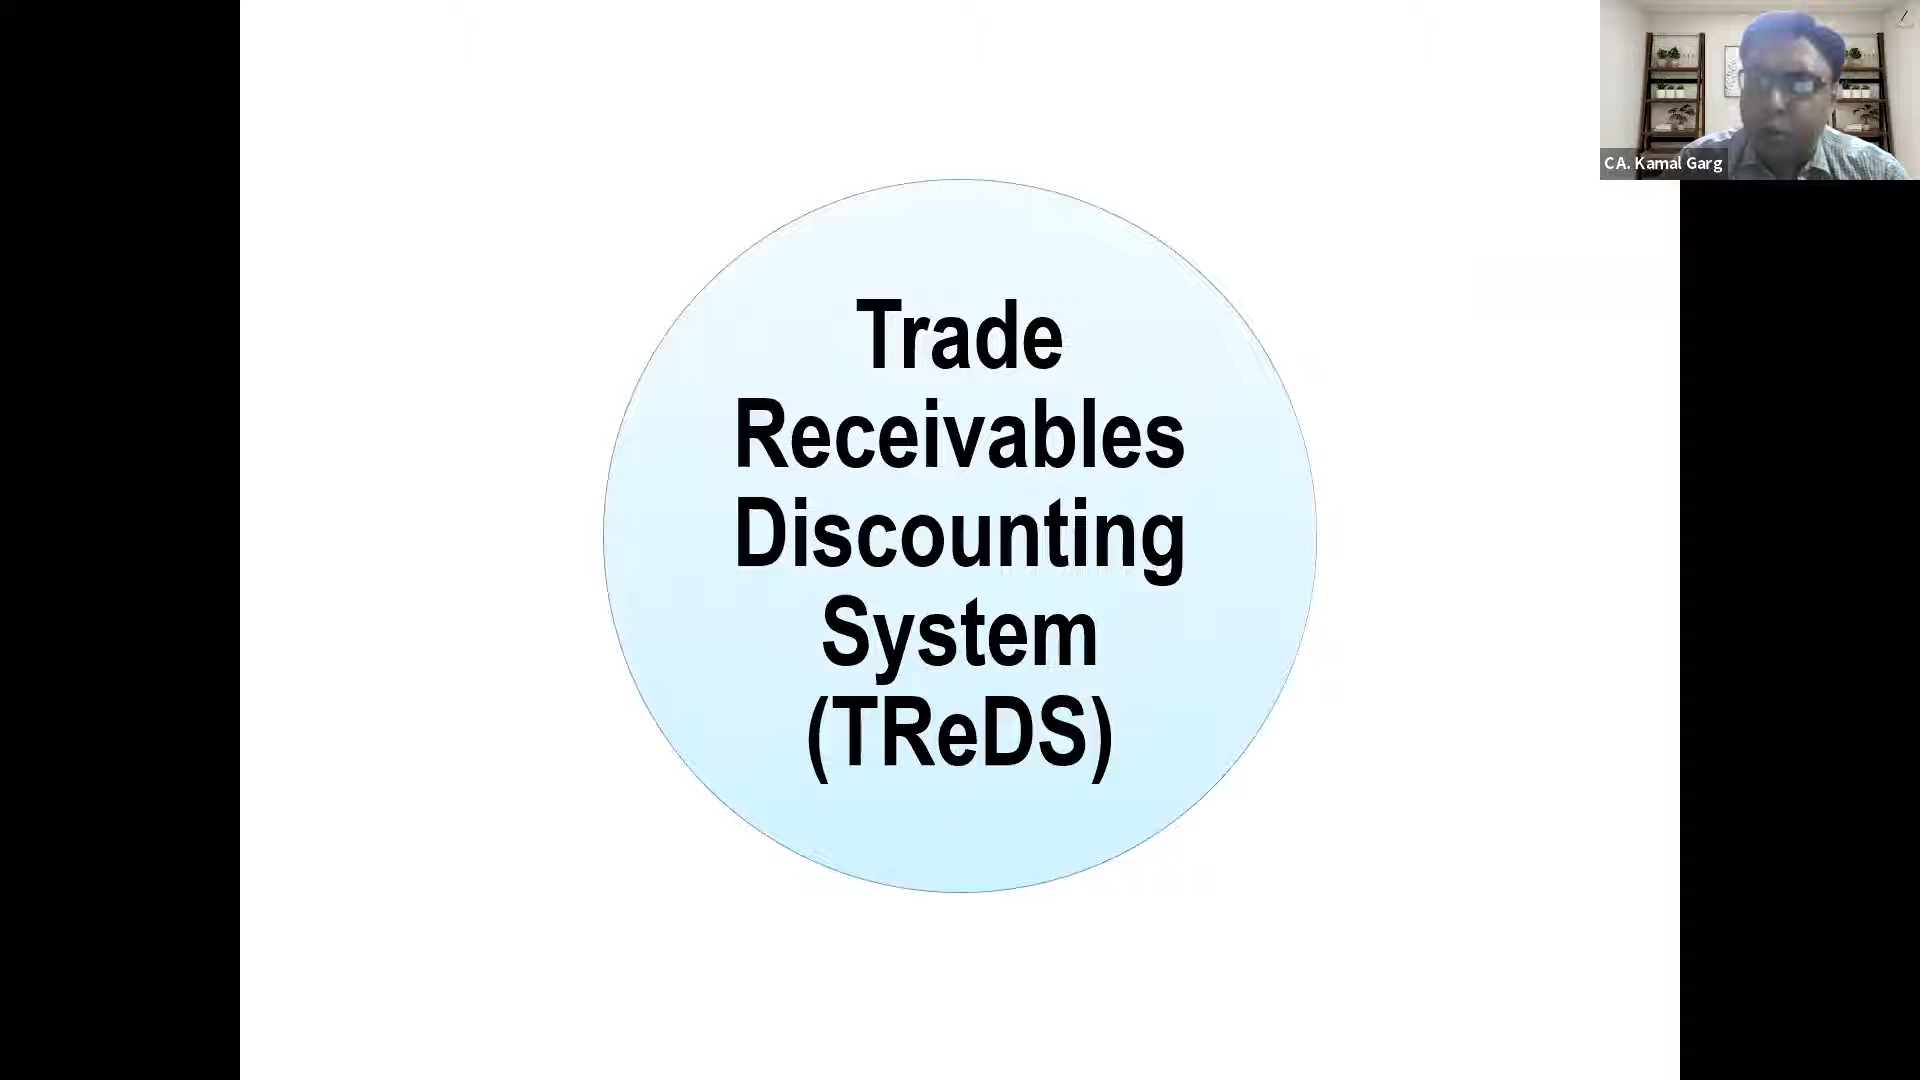 Trade
Receivables
Discounting
System
(TReDS)
CA. Kamal Garg